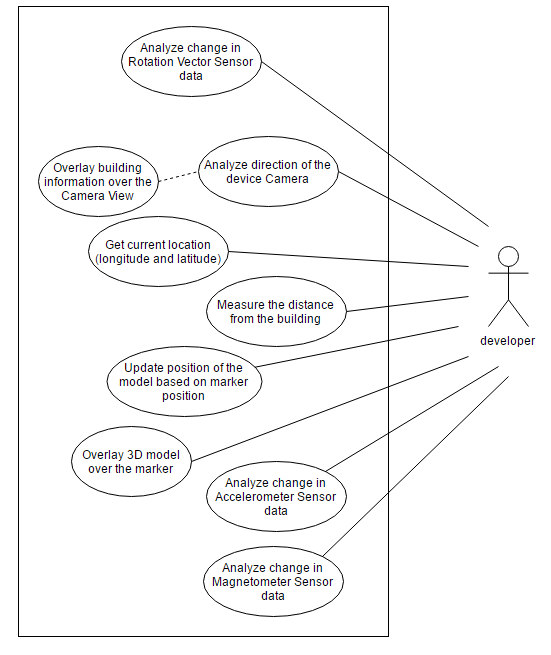 Analyze change in
Rotation Vector Sensor
data
Overlay building
information over the
Camera View
Analyze direction of the
device Camera
Get current location
(longitude and latitude)
Measure the distance
from the building
developer
Update position of the
model based on marker
position
Overlay 3D model
over the marker
Analyze change in
Accelerometer Sensor
data
Analyze change in
Magnetometer Sensor
data